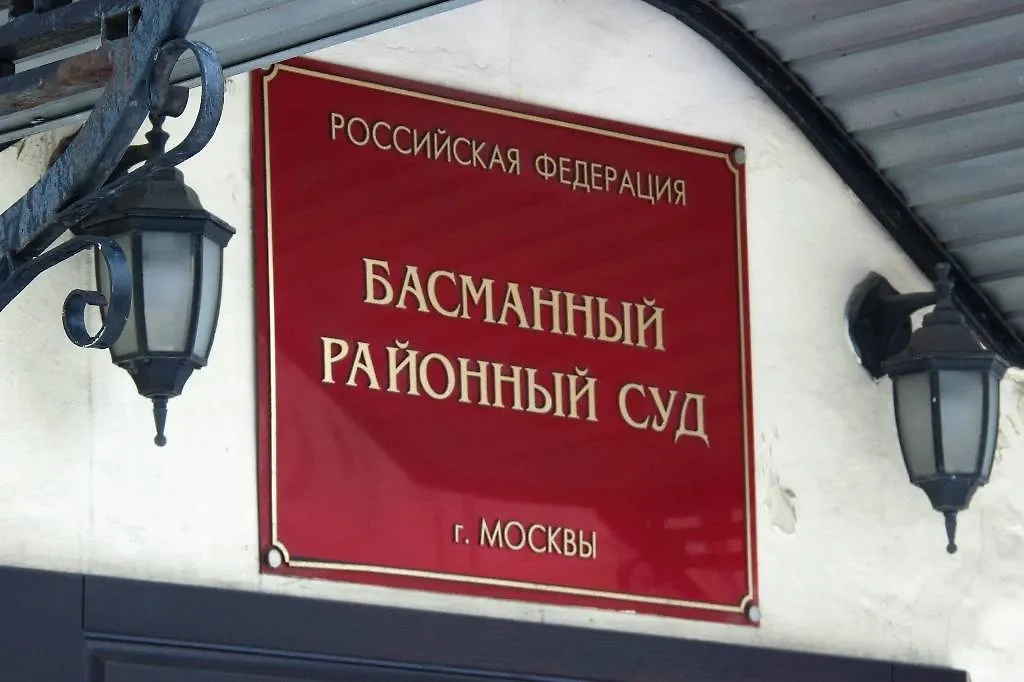 РОССИЙСКАЯ ФЕДЕРАЦИЯ
БАСМАННЫЙ
РАЙОННЫЙ СУД
г. МОСКВЫ